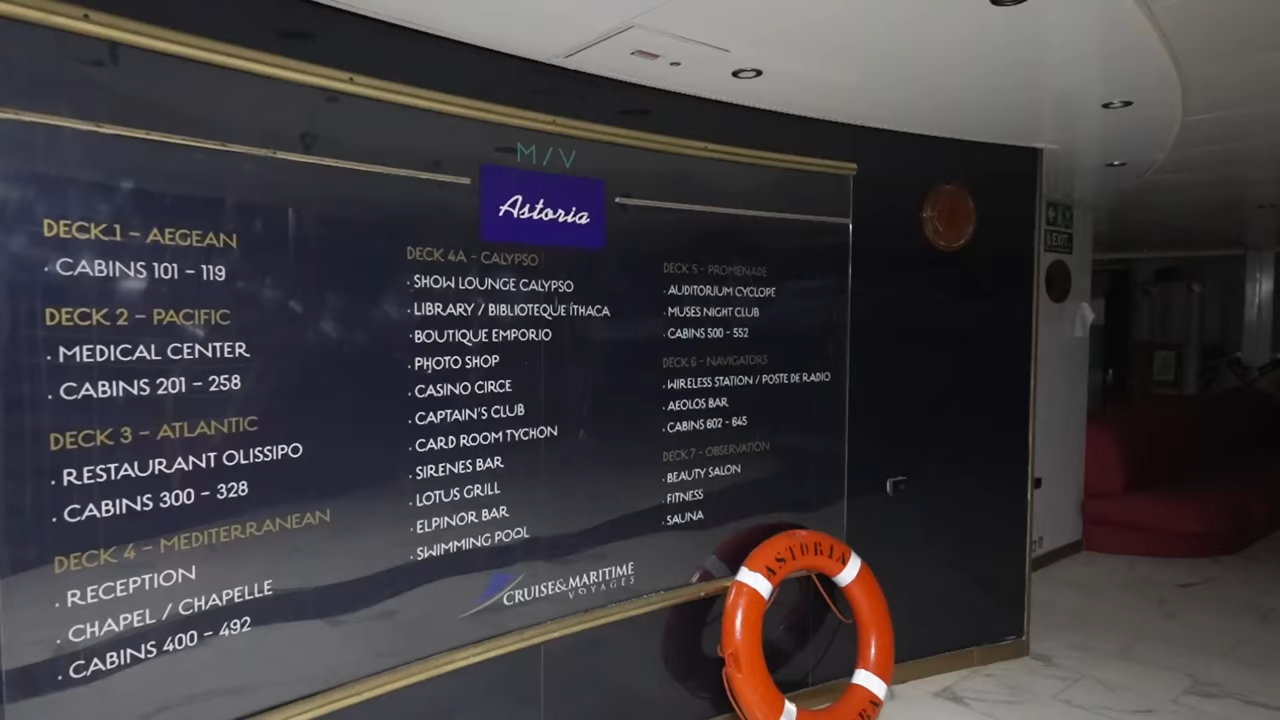 M/V
Astoria
DECK 1 - AEGEAN
· CABINS 101 - 119
DECK 2 - PACIFIC
· MEDICAL CENTER
· CABINS 201 - 258
DECK 3 - ATLANTIC
· RESTAURANT OLISSIPO
· CABINS 300 - 328
DECK 4 - MEDITERRANEAN
· RECEPTION
· CHAPEL / CHAPELLE
· CABINS 400 - 492
DECK 4A - CALYPSO
· SHOW LOUNGE CALYPSO
· LIBRARY / BIBLIOTEQUE ÍTHACA
· BOUTIQUE EMPORIO
· PHOTO SHOP
· CASINO CIRCE
· CAPTAIN'S CLUB
· CARD ROOM TYCHON
· SIRENES BAR
· LOTUS GRILL
· ELPINOR BAR
· SWIMMING POOL
DECK 5 - PROMENADE
· AUDITORIUM CYCLOPE
· MUSES NIGHT CLUB
· CABINS 500 - 552
DECK 6 - NAVIGATORS
· WIRELESS STATION / POSTE DE RADIO
· AEOLOS BAR
· CABINS 602 - 645
DECK 7 - OBSERVATION
· BEAUTY SALON
· FITNESS
· SAUNA
CRUISE&MARITIME
VOYAGES
ASTORIA
EXIT